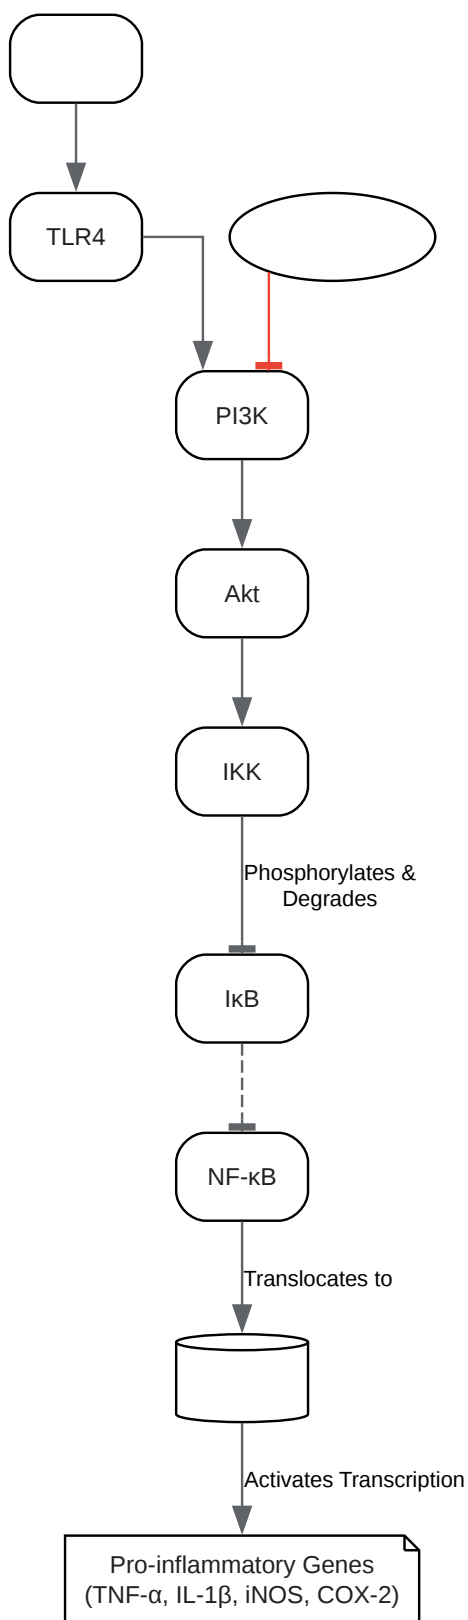 TLR4
PI3K
Akt
IKK
Phosphorylates &
Degrades
IκB
NF-κB
Translocates to
Activates Transcription
Pro-inflammatory Genes
(TNF-α, IL-1β, iNOS, COX-2)